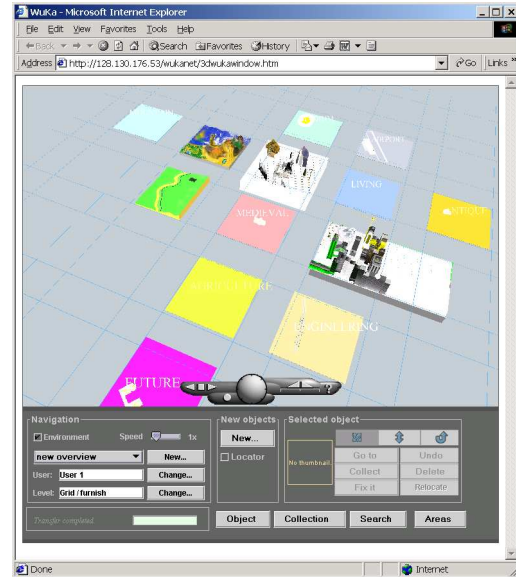 WuKa - Microsoft Internet Explorer
File Edit View Favorites Tools Help
Back Search Favorites History
Address http://128.130.176.53/wukanet/3dwukawindow.htm Go Links
LIVING
MEDIEVAL
ANTIQUE
AGRICULTURE
ENGINEERING
FUTURE
Navigation
Environment Speed 1x
new overview New...
User: User 1 Change...
Level: Grid / furnish Change...
Transfer completed
New objects
New...
Locator
Selected object
No thumbnail.
Go to Undo
Collect Delete
Fix it Relocate
Object Collection Search Areas
Done Internet